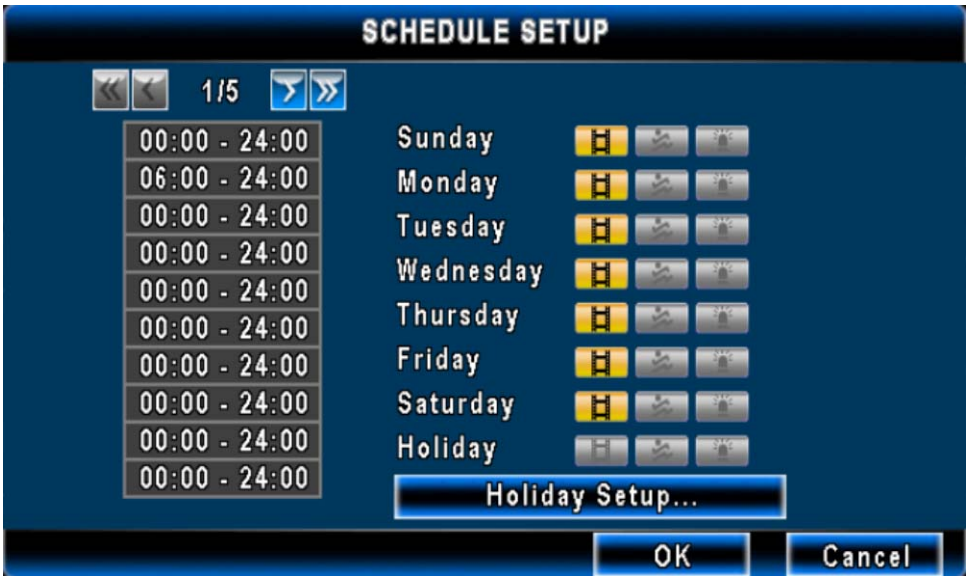 SCHEDULE SETUP
1/5
00:00 - 24:00
06:00 - 24:00
00:00 - 24:00
00:00 - 24:00
00:00 - 24:00
00:00 - 24:00
00:00 - 24:00
00:00 - 24:00
00:00 - 24:00
00:00 - 24:00
Sunday
Monday
Tuesday
Wednesday
Thursday
Friday
Saturday
Holiday
Holiday Setup...
OK
Cancel